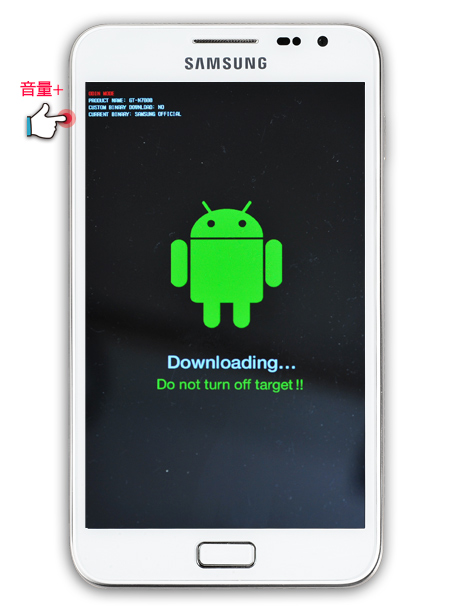 SAMSUNG
音量+
ODIN MODE
PRODUCT NAME: GT-N7000
CUSTOM BINARY DOWNLOAD: NO
CURRENT BINARY: SAMSUNG OFFICIAL
Downloading...
Do not turn off target !!